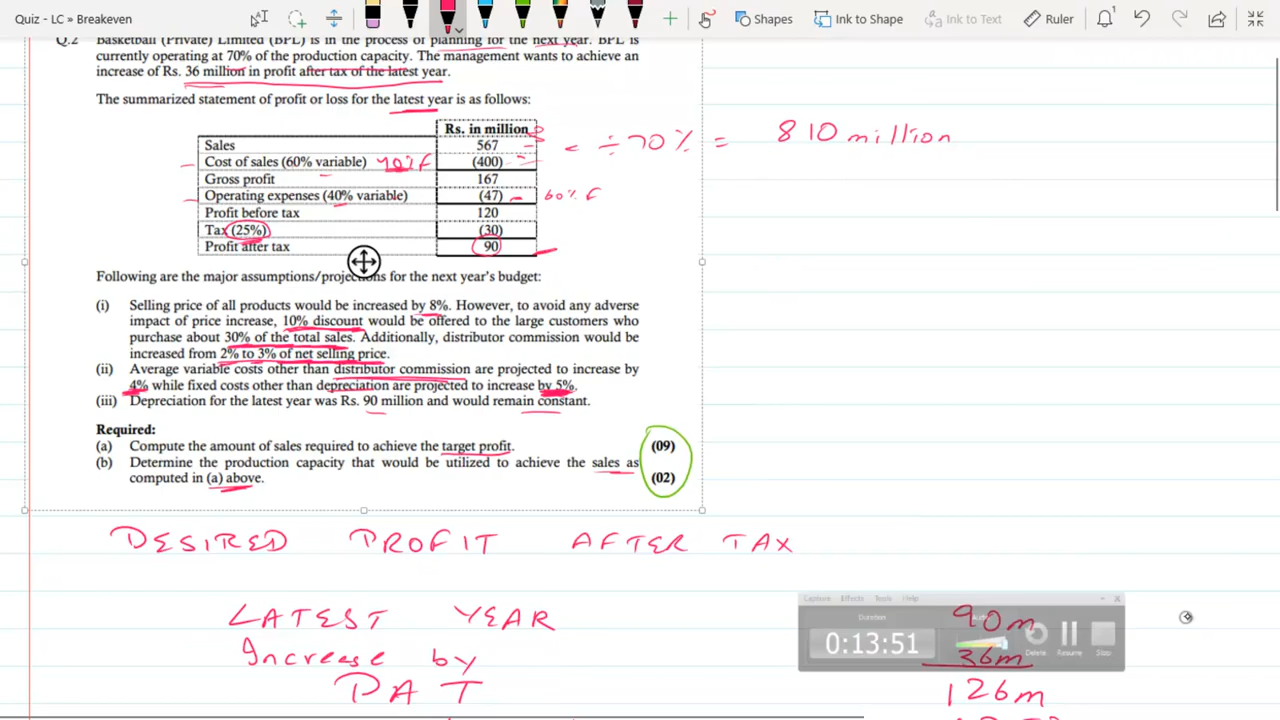 Quiz - LC » Breakeven
Shapes
Ink to Shape
Ink to Text
Ruler
Q.2 Basketball (Private) Limited (BPL) is in the process of planning for the next year. BPL is
currently operating at 70% of the production capacity. The management wants to achieve an
increase of Rs. 36 million in profit after tax of the latest year.
The summarized statement of profit or loss for the latest year is as follows:
Rs. in million
Sales 567 ÷ 70% = 810 million
Cost of sales (60% variable) 40% F (400)
Gross profit 167
Operating expenses (40% variable) (47) 60% F
Profit before tax 120
Tax (25%) (30)
Profit after tax 90
Following are the major assumptions/projections for the next year's budget:
(i) Selling price of all products would be increased by 8%. However, to avoid any adverse
impact of price increase, 10% discount would be offered to the large customers who
purchase about 30% of the total sales. Additionally, distributor commission would be
increased from 2% to 3% of net selling price.
(ii) Average variable costs other than distributor commission are projected to increase by
4% while fixed costs other than depreciation are projected to increase by 5%.
(iii) Depreciation for the latest year was Rs. 90 million and would remain constant.
Required:
(a) Compute the amount of sales required to achieve the target profit. (09)
(b) Determine the production capacity that would be utilized to achieve the sales as
computed in (a) above. (02)
DESIRED PROFIT AFTER TAX
Capture Effects Tools Help
Duration
LATEST YEAR 90m
0:13:51
Delete Resume Stop
Increase by 36m
PAT 126m